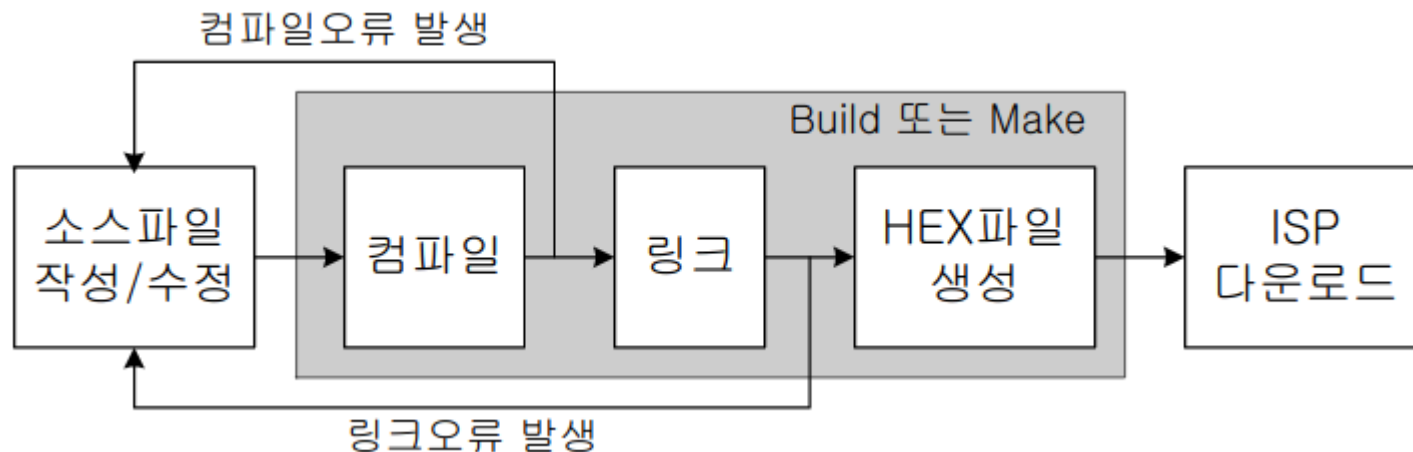 컴파일오류 발생
Build 또는 Make
소스파일
작성/수정
컴파일
링크
HEX파일
생성
ISP
다운로드
링크오류 발생